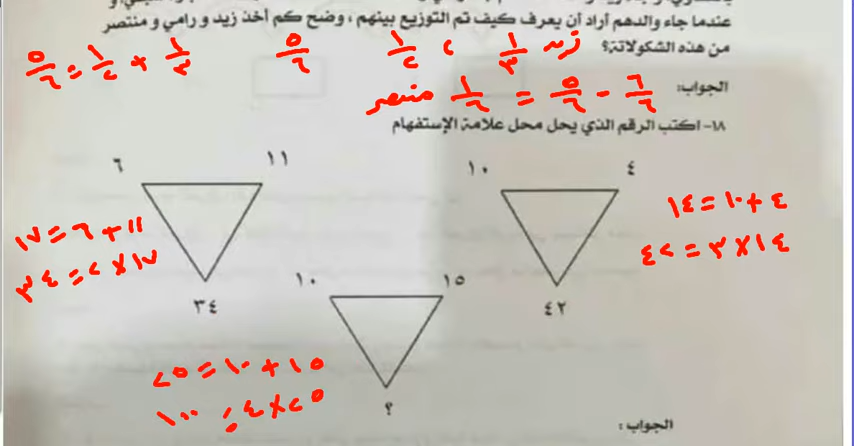 عندما جاء والدهم أراد أن يعرف كيف تم التوزيع بينهم ، وضح كم أخذ زيد و رامي و منتصر
من هذه الشكولاتة؟
زيد ١/٣ ، ١/٢ ٥/٦ ١/٣ + ١/٢ = ٥/٦
الجواب:
٦/٦ - ٥/٦ = ١/٦ منتصر
١٨- اكتب الرقم الذي يحل محل علامة الإستفهام
٤ ١٠
١١ ٦
٤ + ١٠ = ١٤
١١ + ٦ = ١٧
١٤ × ٣ = ٤٢
١٧ × ٢ = ٣٤
٤٢
٣٤
١٥ ١٠
١٥ + ١٠ = ٢٥
٢٥ × ٤ = ١٠٠
؟
الجواب :